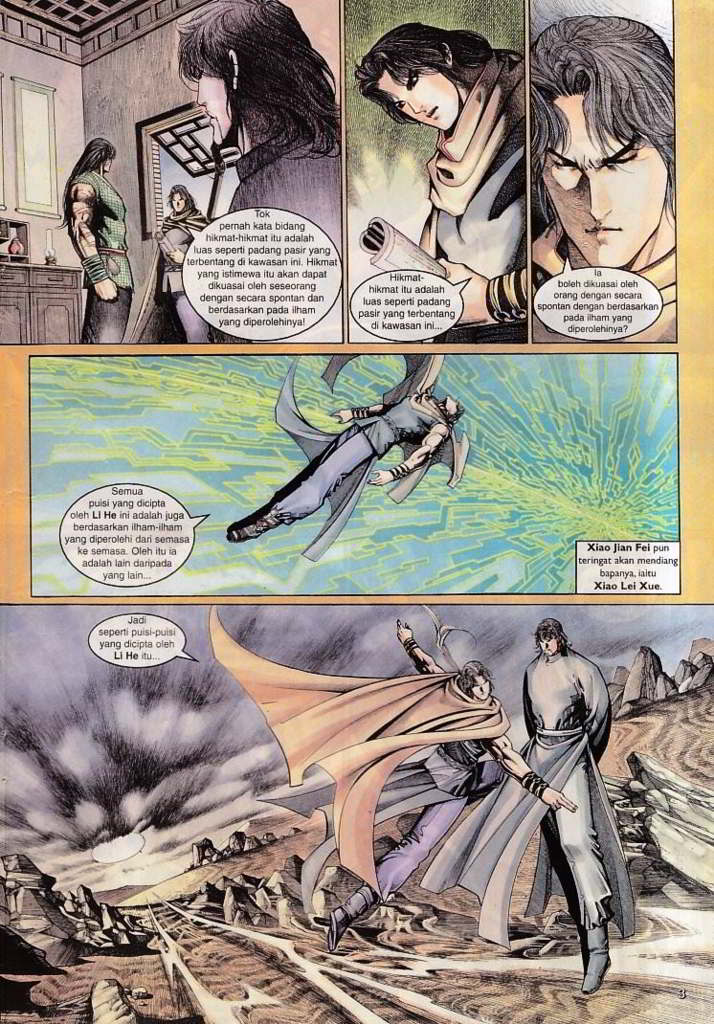 Tok
pernah kata bidang
hikmat-hikmat itu adalah
luas seperti padang pasir yang
terbentang di kawasan ini. Hikmat
yang istimewa itu akan dapat
dikuasai oleh seseorang
dengan secara spontan dan
berdasarkan pada ilham
yang diperolehinya!
Hikmat-
hikmat itu adalah
luas seperti padang
pasir yang terbentang
di kawasan ini...
Ia
boleh dikuasai oleh
orang dengan secara
spontan dengan berdasarkan
pada ilham yang
diperolehinya?
Semua
puisi yang dicipta
oleh LI He ini adalah juga
berdasarkan ilham-ilham
yang diperolehi dari semasa
ke semasa. Oleh itu ia
adalah lain daripada
yang lain...
Xiao Jian Fei pun
teringat akan mendiang
bapanya, iaitu
Xiao Lei Xue.
Jadi
seperti puisi-puisi
yang dicipta oleh
LI He itu...
3